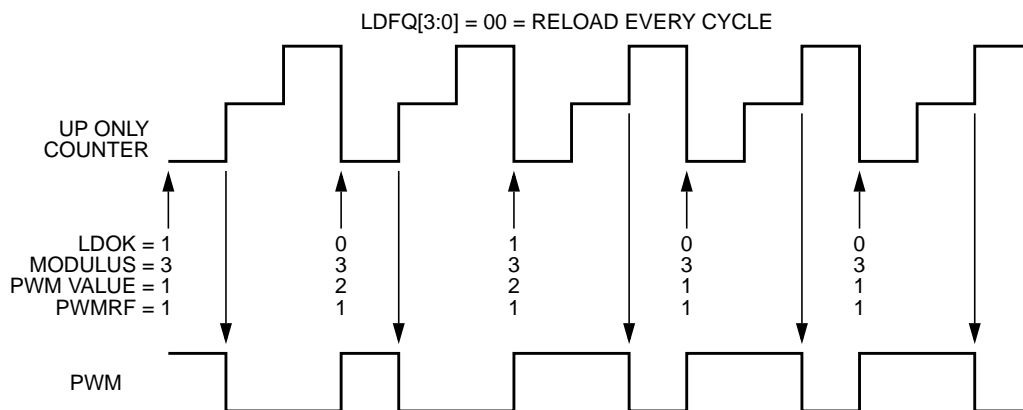 LDFQ[3:0] = 00 = RELOAD EVERY CYCLE
UP ONLY
COUNTER
LDOK = 1 0 1 0 0
MODULUS = 3 3 3 3 3
PWM VALUE = 1 2 2 1 1
PWMRF = 1 1 1 1 1
PWM